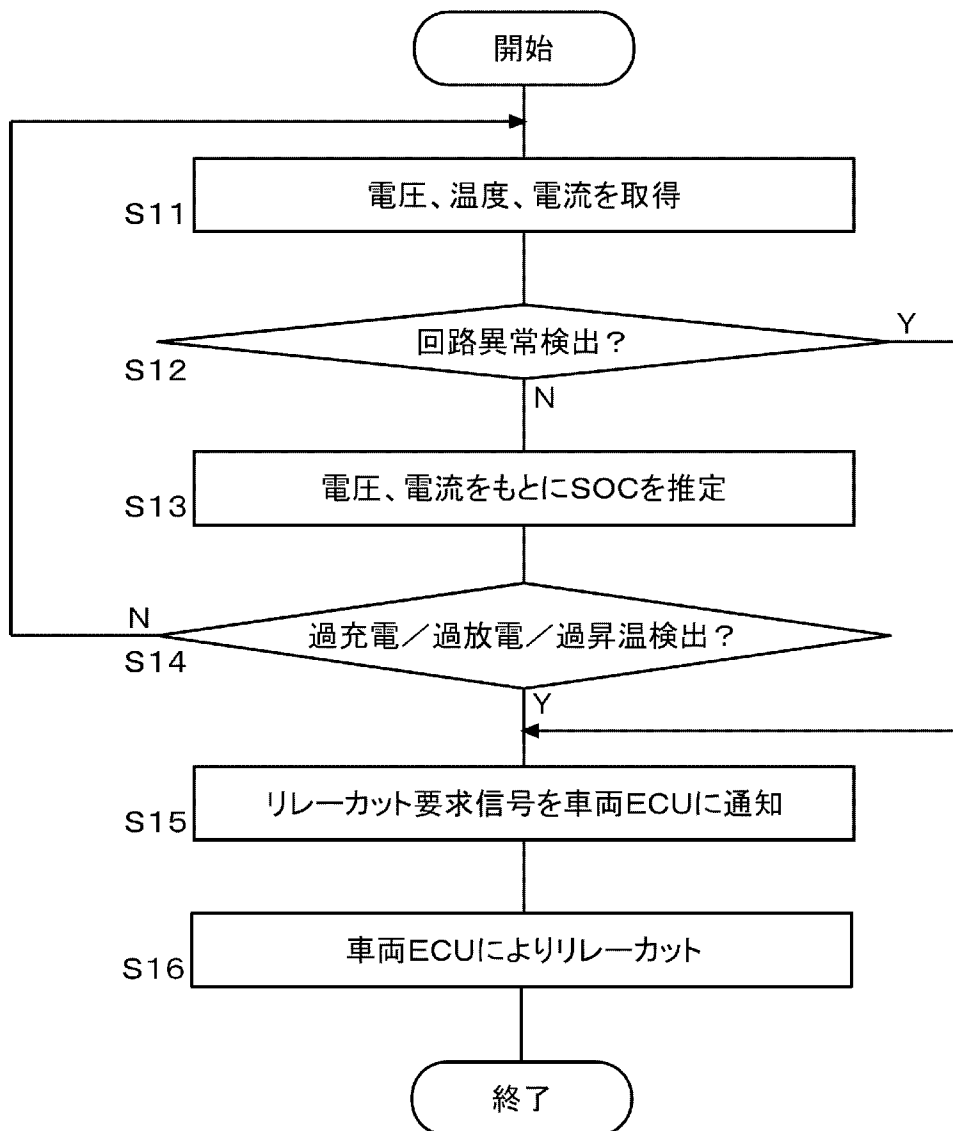 開始
電圧、温度、電流を取得
S11
回路異常検出？
Y
S12
N
電圧、電流をもとにSOCを推定
S13
N
過充電／過放電／過昇温検出？
S14
Y
リレーカット要求信号を車両ECUに通知
S15
車両ECUによりリレーカット
S16
終了